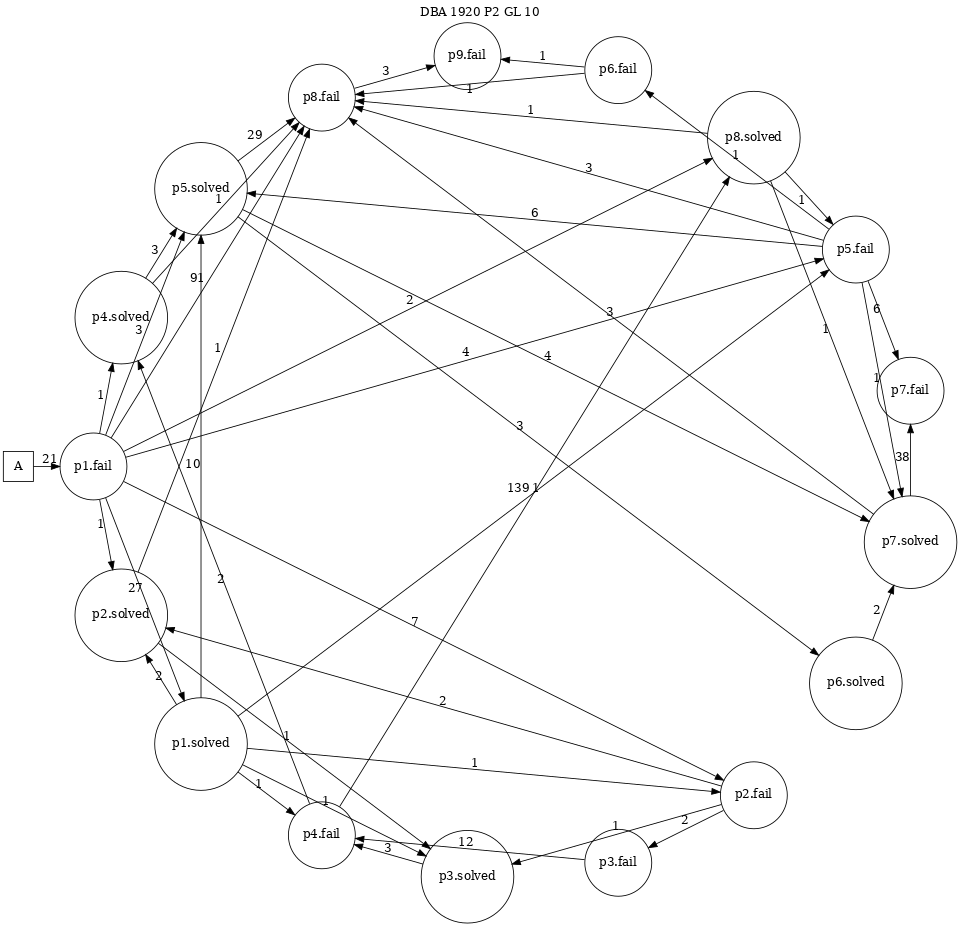 DBA 1920 P2 GL 10
p9.fail
p6.fail
3
1
1
p8.fail
1
p8.solved
29
1
3
p5.solved
1
1
6
p5.fail
3
91
2
3
6
p4.solved
3
1
4
4
1
p7.fail
1
3
A
21
p1.fail
10
38
139
1
1
p7.solved
2
27
p2.solved
7
2
2
p6.solved
2
1
p1.solved
1
1
p2.fail
1
1
2
p4.fail
12
3
p3.fail
p3.solved